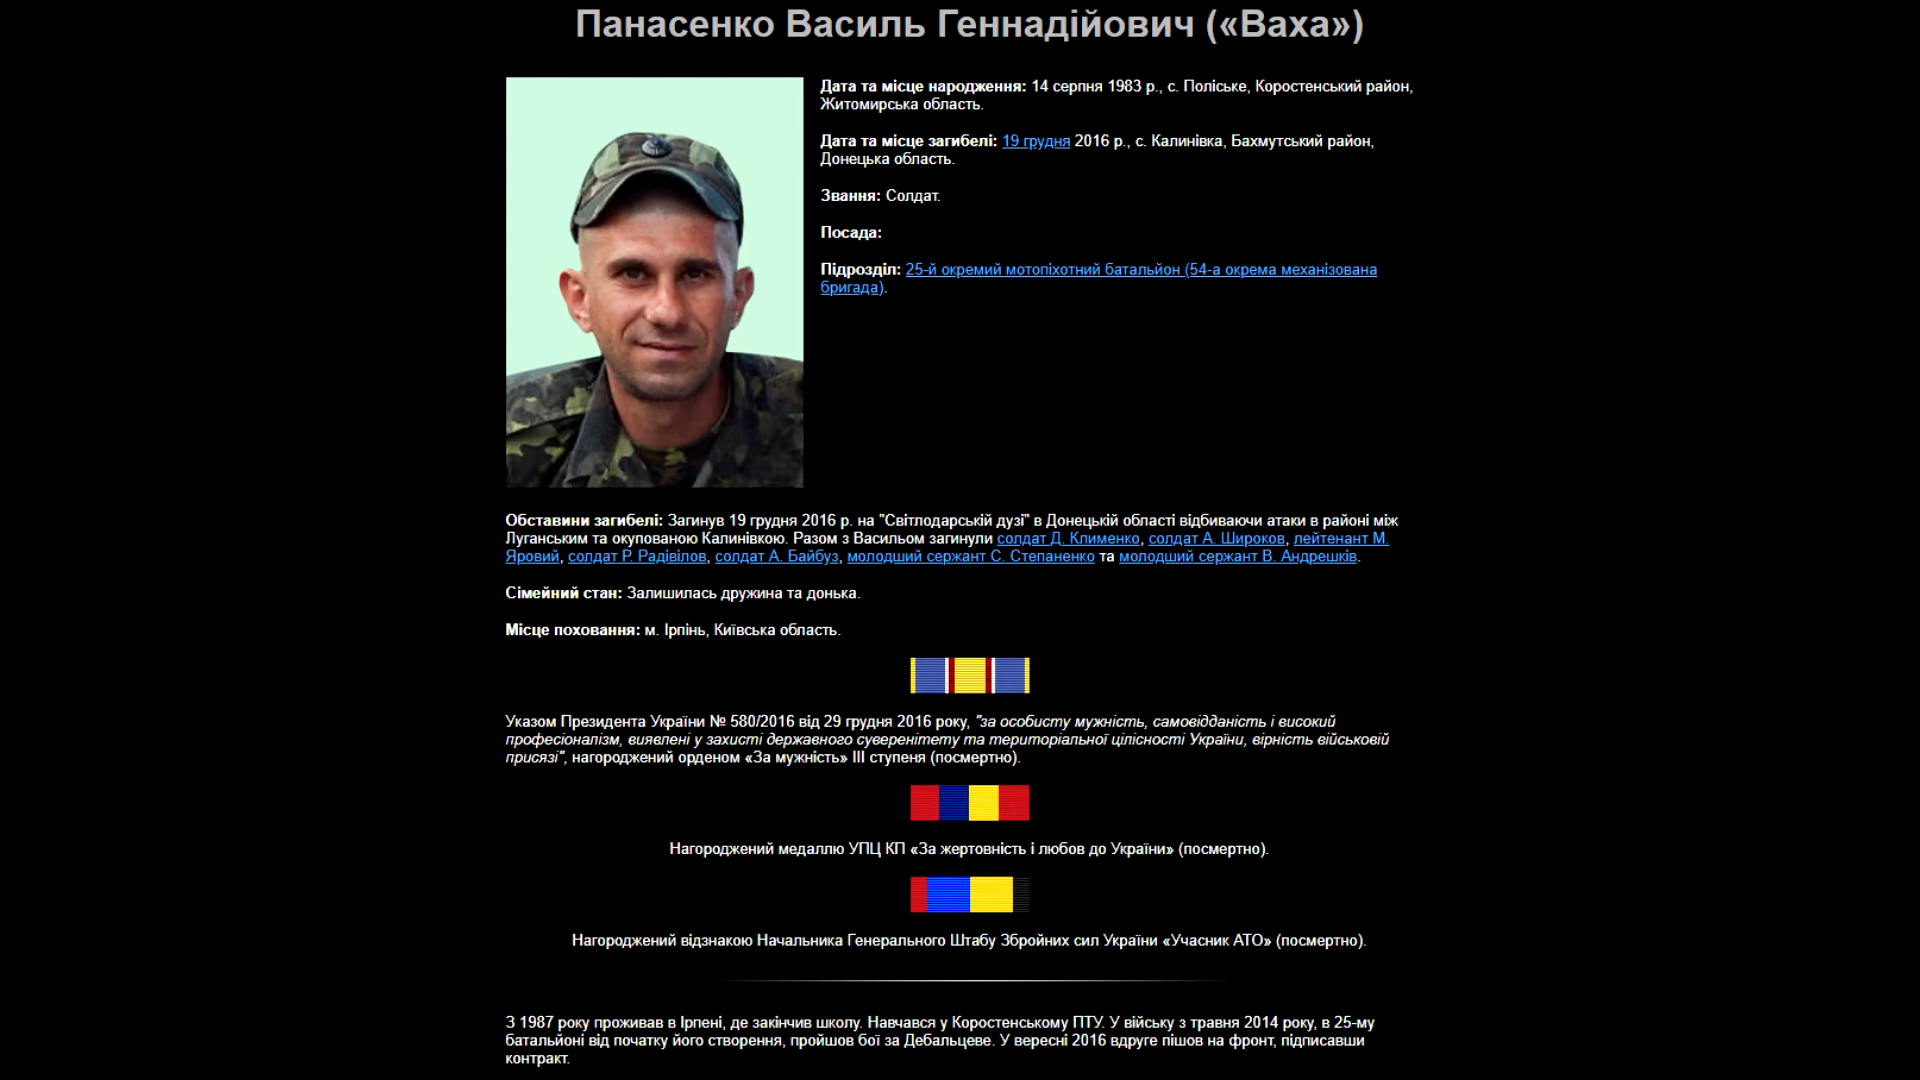 Панасенко Василь Геннадійович («Ваха»)
Дата та місце народження: 14 серпня 1983 р., с. Поліське, Коростенський район,
Житомирська область.
Дата та місце загибелі: 19 грудня 2016 р., с. Калинівка, Бахмутський район,
Донецька область.
Звання: Солдат.
Посада:
Підрозділ: 25-й окремий мотопіхотний батальйон (54-а окрема механізована
бригада).
Обставини загибелі: Загинув 19 грудня 2016 р. на "Світлодарській дузі" в Донецькій області відбиваючи атаки в районі між
Луганським та окупованою Калинівкою. Разом з Васильом загинули солдат Д. Клименко, солдат А. Широков, лейтенант М.
Яровий, солдат Р. Радівілов, солдат А. Байбуз, молодший сержант С. Степаненко та молодший сержант В. Андрешків.
Сімейний стан: Залишилась дружина та донька.
Місце поховання: м. Ірпінь, Київська область.
Указом Президента України № 580/2016 від 29 грудня 2016 року, "за особисту мужність, самовідданість і високий
професіоналізм, виявлені у захисті державного суверенітету та територіальної цілісності України, вірність військовій
присязі", нагороджений орденом «За мужність» III ступеня (посмертно).
Нагороджений медаллю УПЦ КП «За жертовність і любов до України» (посмертно).
Нагороджений відзнакою Начальника Генерального Штабу Збройних сил України «Учасник АТО» (посмертно).
З 1987 року проживав в Ірпені, де закінчив школу. Навчався у Коростенському ПТУ. У війську з травня 2014 року, в 25-му
батальйоні від початку його створення, пройшов бої за Дебальцеве. У вересні 2016 вдруге пішов на фронт, підписавши
контракт.